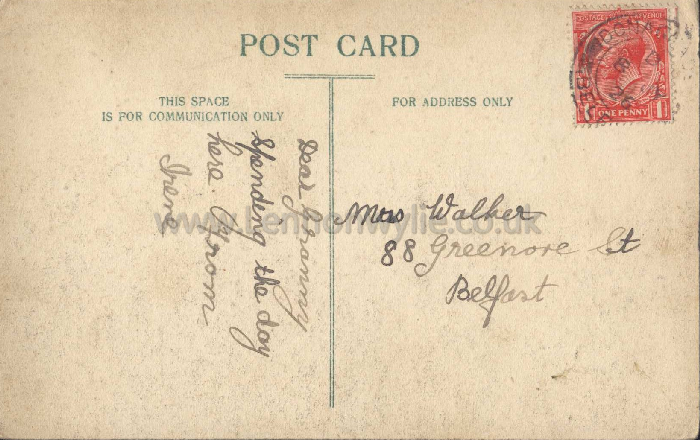 POST CARD
THIS SPACE
IS FOR COMMUNICATION ONLY
FOR ADDRESS ONLY
POSTAGE REVENUE
ONE PENNY
Dear Granny
Spending the day
here. From
Irene
Mrs Walker
88 Greenore St
Belfast
www.lennonwylie.co.uk